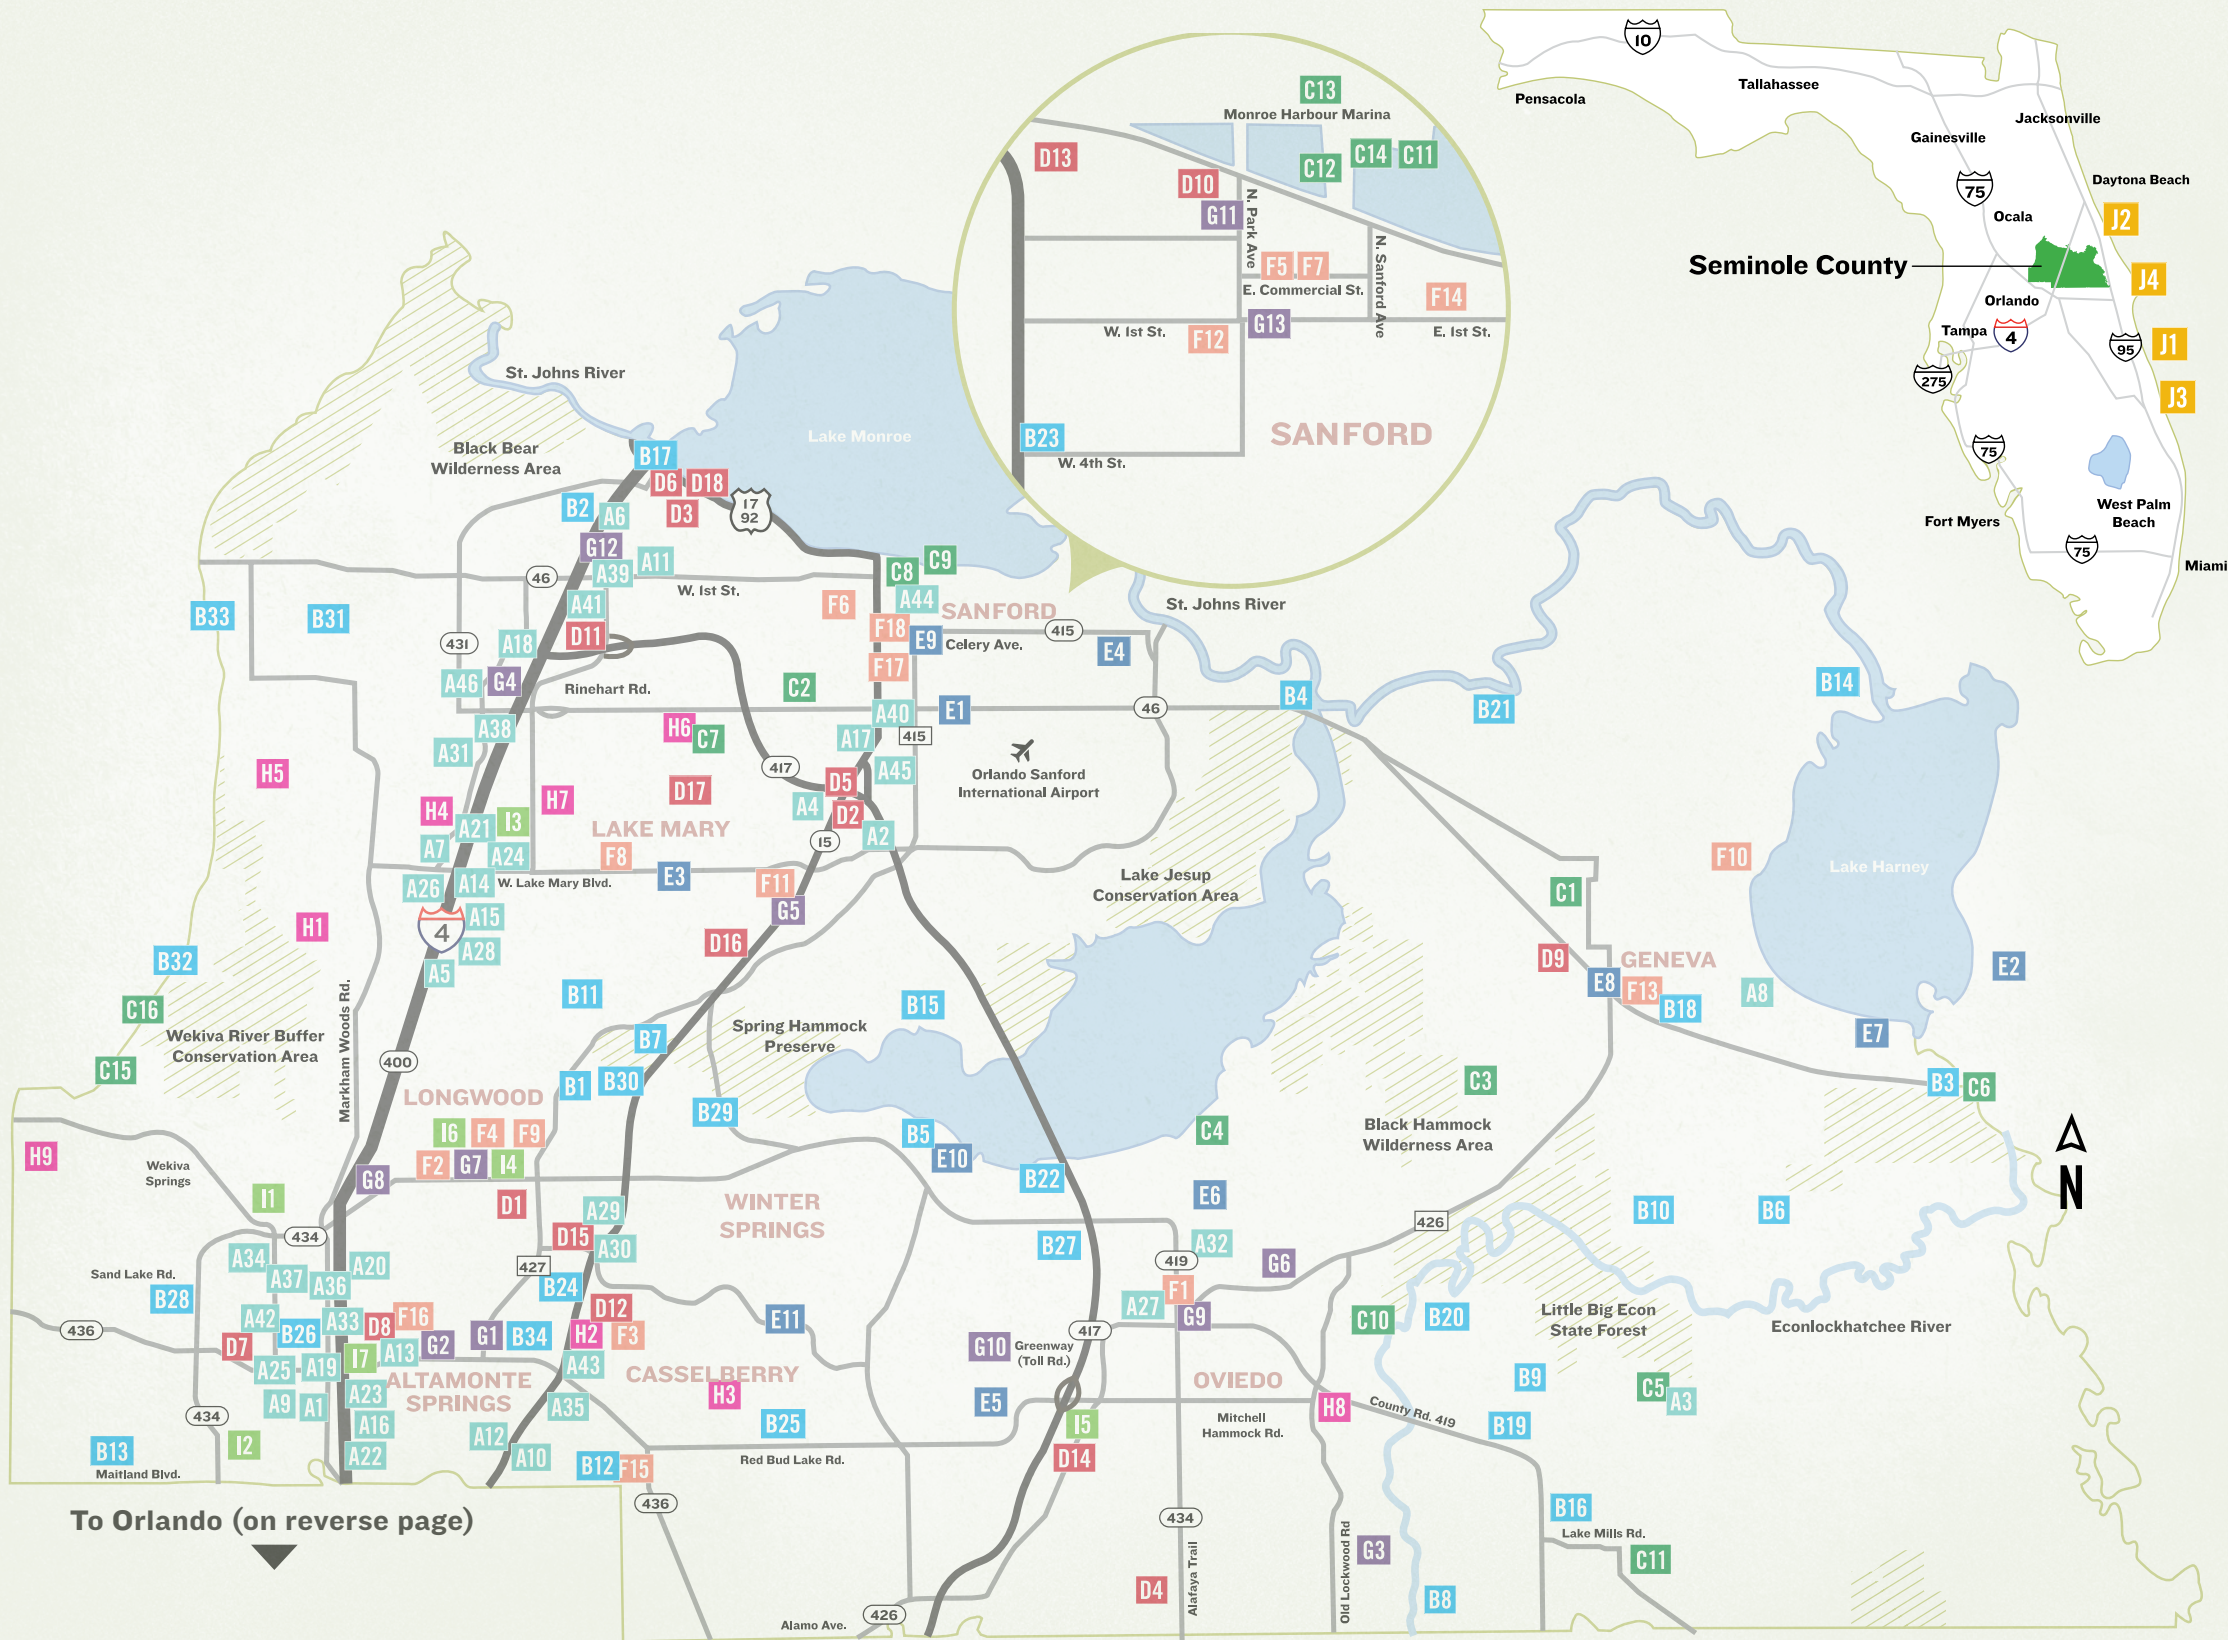 10
Pensacola
Tallahassee
Jacksonville
Gainesville
75
Daytona Beach
Ocala
J2
Seminole County
J4
Orlando
Tampa
4
95
J1
275
J3
75
West Palm
Beach
Fort Myers
75
Miami
C13
Monroe Harbour Marina
D13
C12
C14
C11
D10
G11
N. Park Ave
N. Sanford Ave
F5
F7
E. Commercial St.
F14
W. 1st St.
F12
G13
E. 1st St.
B23
W. 4th St.
SANFORD
St. Johns River
Black Bear
Wilderness Area
Lake Monroe
B17
D6
D18
D3
17
92
B2
A6
G12
A11
A39
46
W. 1st St.
C8
C9
A44
A41
F6
SANFORD
St. Johns River
B33
B31
431
A18
D11
F18
E9
Celery Ave.
415
E4
F17
A46
G4
Rinehart Rd.
C2
B4
B21
B14
A38
H6
C7
A40
E1
46
A17
415
A31
H5
417
D5
A45
Orlando Sanford
International Airport
H4
H7
D17
A4
D2
A21
I3
LAKE MARY
15
A2
A7
A24
F8
E3
F10
Lake Harney
A26
A14
W. Lake Mary Blvd.
F11
Lake Jesup
Conservation Area
C1
H1
4
A15
G5
D16
A28
B32
A5
D9
GENEVA
E2
E8
F13
B18
A8
B11
B15
C16
Markham Woods Rd.
Wekiva River Buffer
Conservation Area
B7
Spring Hammock
Preserve
E7
C15
400
B1
B30
C3
B3
C6
LONGWOOD
B29
I6
F4
F9
B5
C4
Black Hammock
Wilderness Area
N
H9
F2
G7
I4
E10
Wekiva
Springs
G8
B22
I1
D1
A29
WINTER
SPRINGS
E6
B10
B6
434
D15
A30
B27
A32
426
A34
A37
A20
427
419
G6
Sand Lake Rd.
A36
B24
B28
F1
A27
G9
A42
A33
F16
D12
E11
C10
B20
Little Big Econ
State Forest
Econlockhatchee River
436
B26
D8
G1
B34
H2
F3
417
D7
G2
G10
Greenway
(Toll Rd.)
I7
A13
A43
A25
A19
ALTAMONTE
SPRINGS
CASSELBERRY
OVIEDO
B9
C5
A3
A23
H3
A9
A1
A35
E5
H8
County Rd. 419
434
A16
A12
B25
I5
Mitchell
Hammock Rd.
B19
I2
B13
Maitland Blvd.
A22
A10
B12
F15
Red Bud Lake Rd.
D14
436
434
B16
To Orlando (on reverse page)
Lake Mills Rd.
C11
Old Lockwood Rd
G3
Alafaya Trail
D4
B8
426
Alamo Ave.